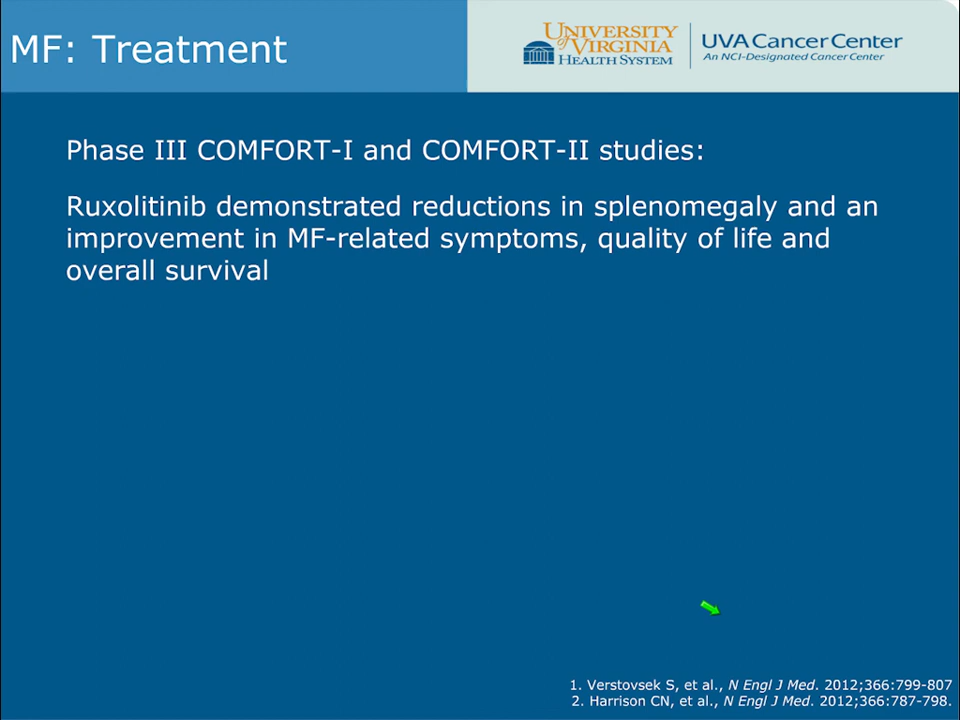 MF: Treatment
UNIVERSITY
of VIRGINIA
HEALTH SYSTEM
UVA Cancer Center
An NCI-Designated Cancer Center
Phase III COMFORT-I and COMFORT-II studies:
Ruxolitinib demonstrated reductions in splenomegaly and an
improvement in MF-related symptoms, quality of life and
overall survival
1. Verstovsek S, et al., N Engl J Med. 2012;366:799-807
2. Harrison CN, et al., N Engl J Med. 2012;366:787-798.